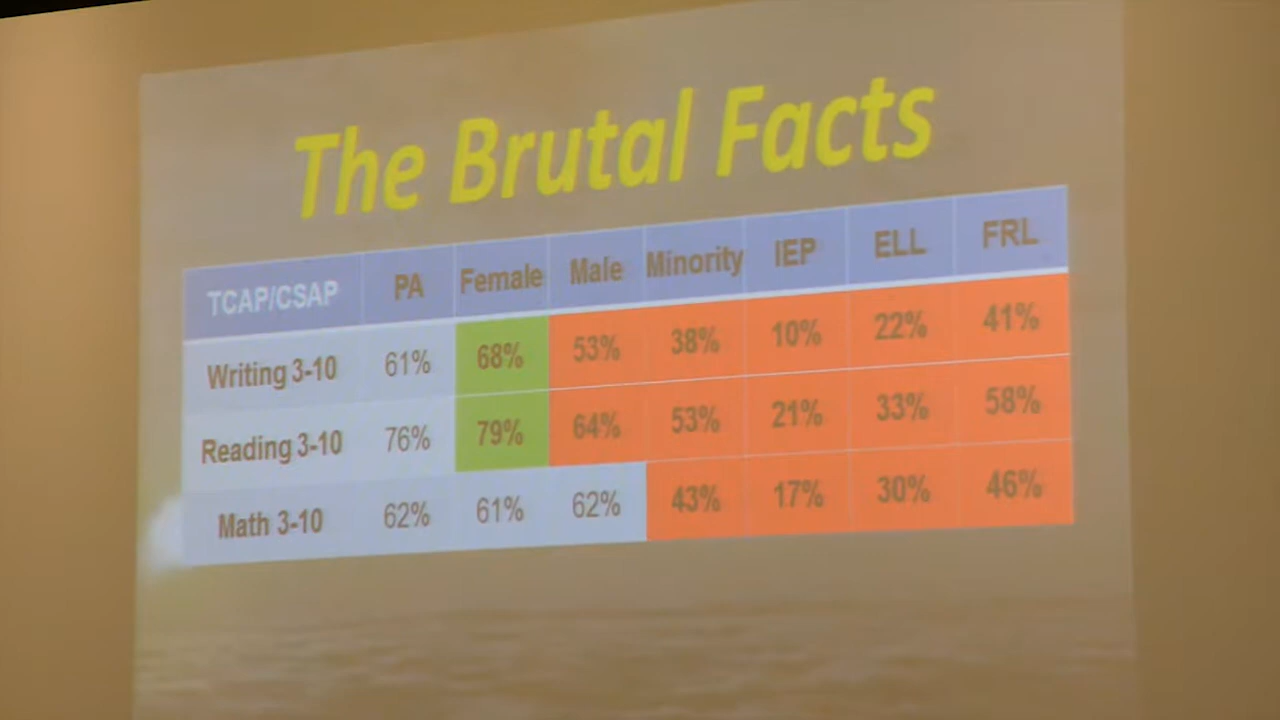 The Brutal Facts
TCAP/CSAP PA Female Male Minority IEP ELL FRL
Writing 3-10 61% 68% 53% 38% 10% 22% 41%
Reading 3-10 76% 79% 64% 53% 21% 33% 58%
Math 3-10 62% 61% 62% 43% 17% 30% 46%